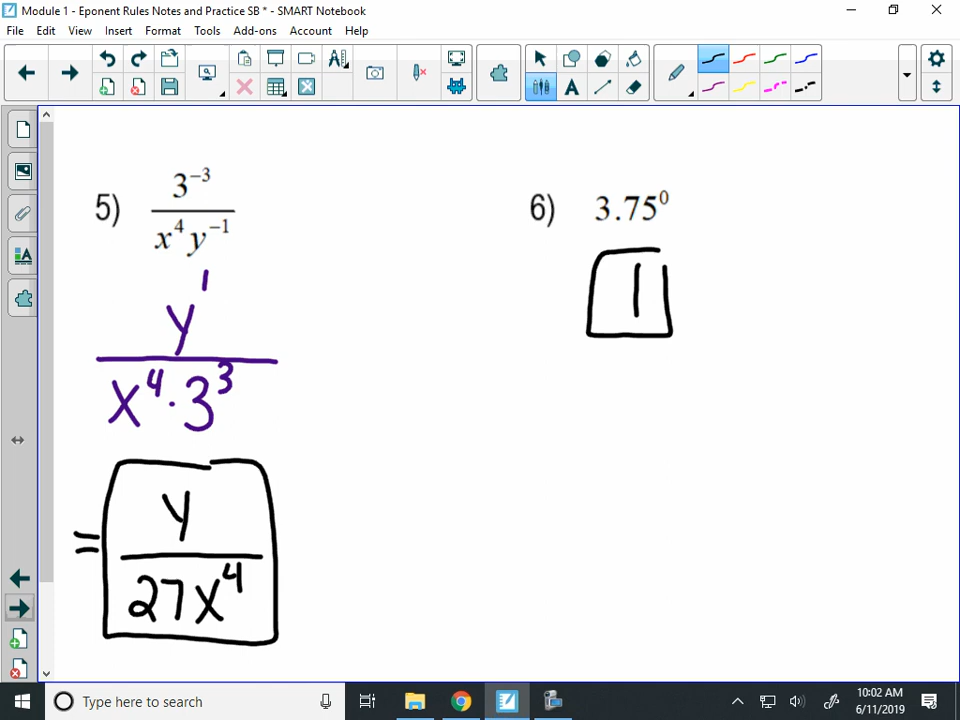 Module 1 - Eponent Rules Notes and Practice SB * - SMART Notebook
File Edit View Insert Format Tools Add-ons Account Help
5) 3⁻³ / x⁴y⁻¹
6) 3.75⁰
y¹ / x⁴·3³
1
= y / 27x⁴
Type here to search
10:02 AM
6/11/2019